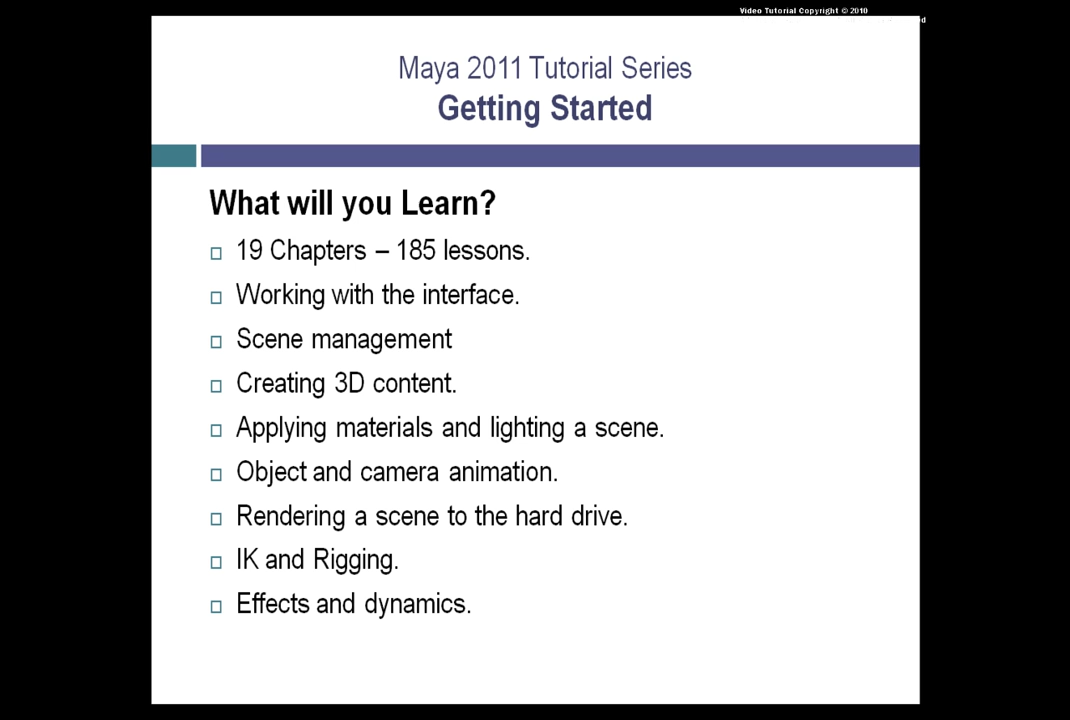 Video Tutorial Copyright © 2010
Maya 2011 Tutorial Series
Getting Started
What will you Learn?
19 Chapters – 185 lessons.
Working with the interface.
Scene management
Creating 3D content.
Applying materials and lighting a scene.
Object and camera animation.
Rendering a scene to the hard drive.
IK and Rigging.
Effects and dynamics.